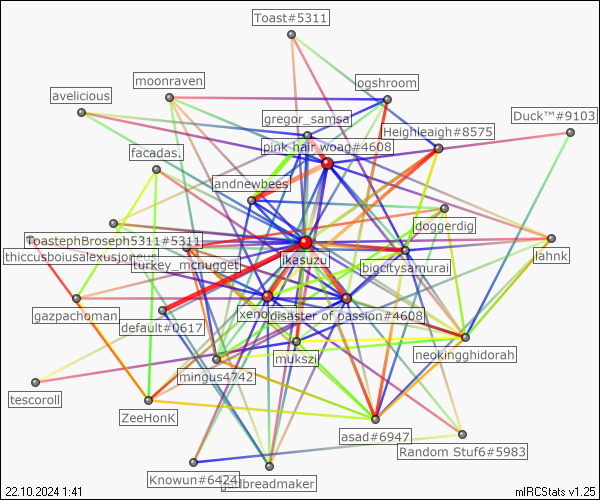 Toast#5311
moonraven
logshroom
avelicious
gregor_samsa
Duck™#9103
Heighleaigh#8575
pink hair woag#4608
facadas.
andnewbees
doggerdig
ToastephBroseph5311#5311
thiccusboiusalexusjoneus
turkey_mcnugget
ikasuzu
bigcitysamurai
lahnk
gazpachoman
default#0617
xeno
disaster of passion#4608
mukszi
neokingghidorah
mingus4742
tescoroll
ZeeHonK
asad#6947
Random Stuf6#5983
Knowun#6424
breadmaker
22.10.2024 1:41
mIRCStats v1.25